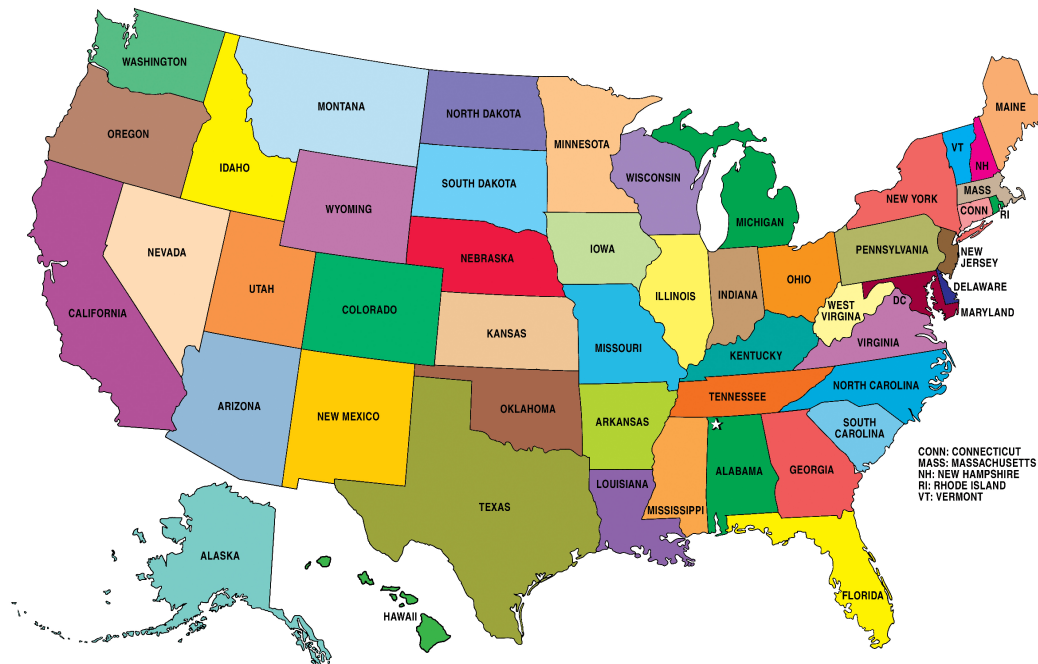 WASHINGTON
OREGON
IDAHO
MONTANA
NORTH DAKOTA
SOUTH DAKOTA
MINNESOTA
WISCONSIN
MICHIGAN
MAINE
VT
NH
MASS
CONN
RI
NEW YORK
WYOMING
NEVADA
UTAH
CALIFORNIA
COLORADO
NEBRASKA
IOWA
ILLINOIS
INDIANA
OHIO
PENNSYLVANIA
NEW
JERSEY
DELAWARE
MARYLAND
DC
WEST
VIRGINA
VIRGINIA
KANSAS
MISSOURI
KENTUCKY
ARIZONA
NEW MEXICO
OKLAHOMA
ARKANSAS
TENNESSEE
NORTH CAROLINA
SOUTH
CAROLINA
TEXAS
LOUISIANA
MISSISSIPPI
ALABAMA
GEORGIA
FLORIDA
ALASKA
HAWAII
CONN: CONNECTICUT
MASS: MASSACHUSETTS
NH: NEW HAMPSHIRE
RI: RHODE ISLAND
VT: VERMONT